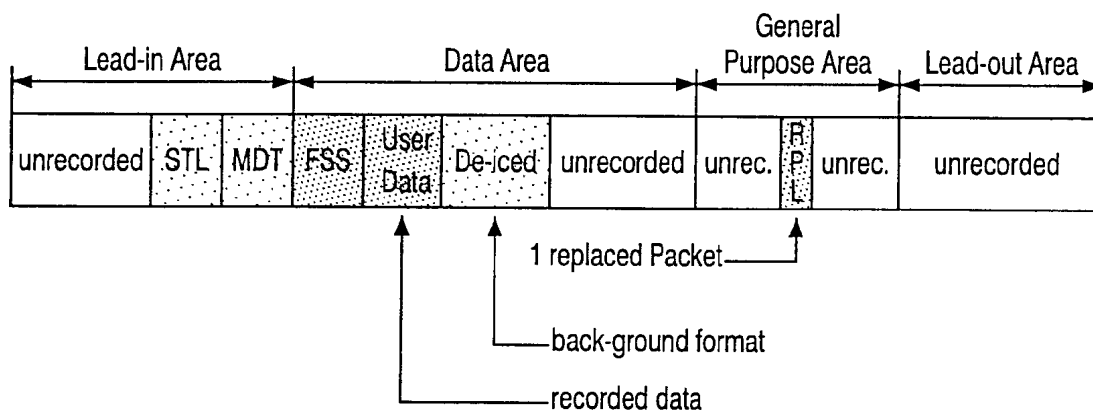 General
Lead-in Area Data Area Purpose Area Lead-out Area
unrecorded STL MDT FSS User Data De-iced unrecorded unrec. RPL unrec. unrecorded
1 replaced Packet
back-ground format
recorded data